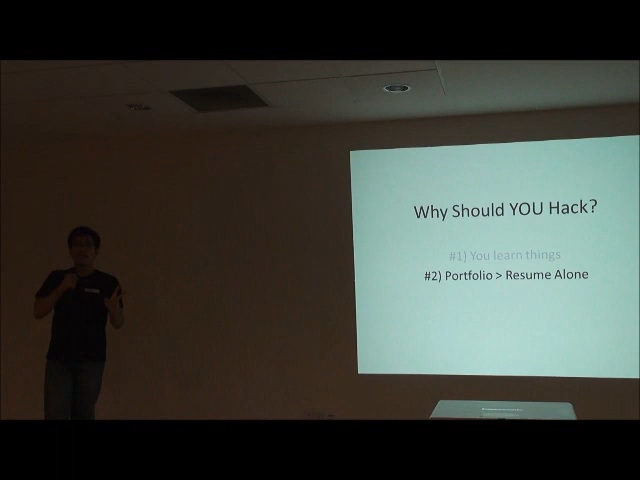 Why Should YOU Hack?
#1) You learn things
#2) Portfolio > Resume Alone